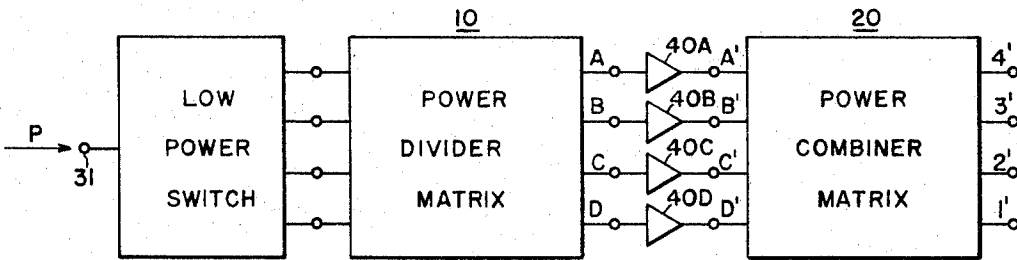 10
20
P
31
LOW
POWER
SWITCH
POWER
DIVIDER
MATRIX
A
B
C
D
40A
40B
40C
40D
A'
B'
C'
D'
POWER
COMBINER
MATRIX
4'
3'
2'
1'